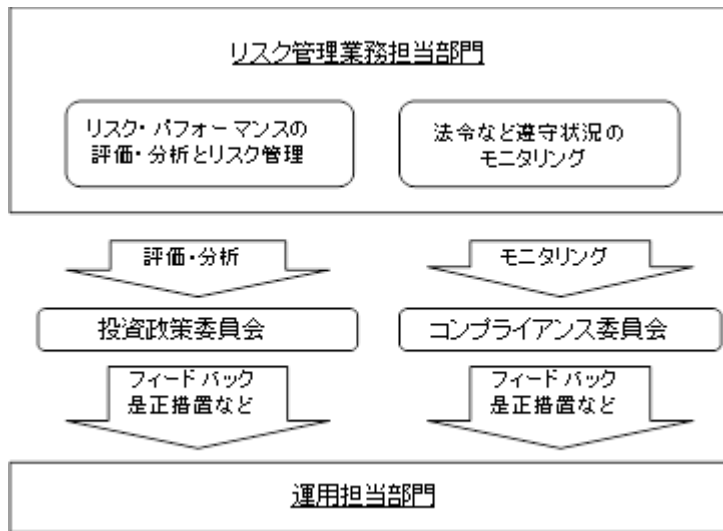 リスク管理業務担当部門
リスク・パフォーマンスの
評価・分析とリスク管理
法令など遵守状況の
モニタリング
評価・分析
モニタリング
投資政策委員会
コンプライアンス委員会
フィードバック
是正措置など
フィードバック
是正措置など
運用担当部門